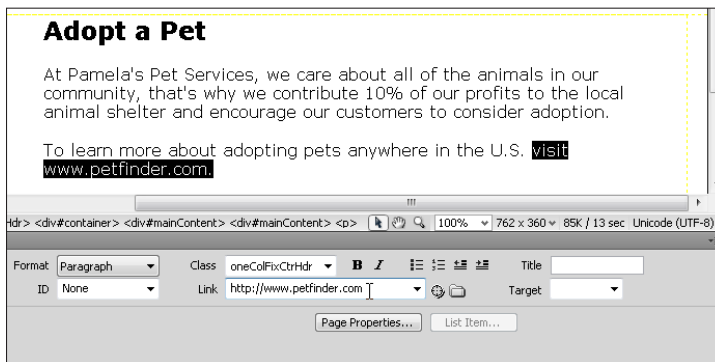 Adopt a Pet
At Pamela's Pet Services, we care about all of the animals in our
community, that's why we contribute 10% of our profits to the local
animal shelter and encourage our customers to consider adoption.
To learn more about adopting pets anywhere in the U.S. visit
www.petfinder.com.
Hdr> <div#container> <div#mainContent> <div#mainContent> <p> 100% 762 x 360 85K / 13 sec Unicode (UTF-8)
Format Paragraph Class oneColFixCtrHdr B I Title
ID None Link http://www.petfinder.com Target
Page Properties... List Item...